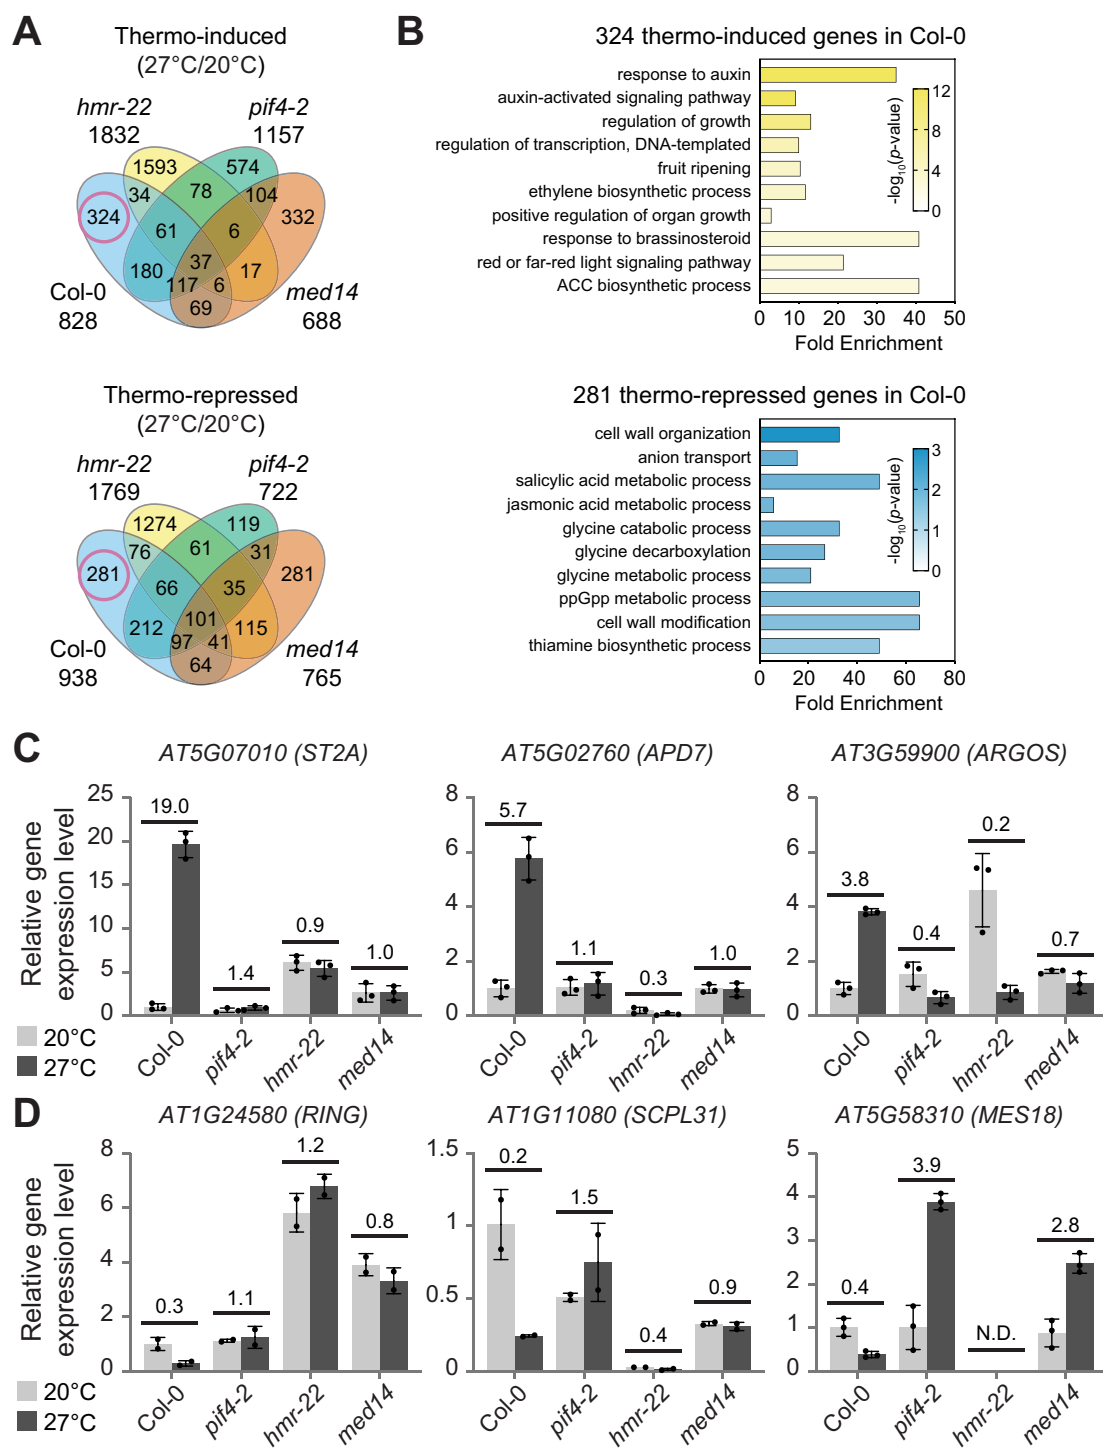 A
Thermo-induced
(27°C/20°C)
hmr-22
1832
pif4-2
1157
1593
574
34
78
104
324
61
6
332
180
37
17
117
6
69
Col-0
828
med14
688
Thermo-repressed
(27°C/20°C)
hmr-22
1769
pif4-2
722
1274
119
76
61
31
281
66
35
281
212
101
115
97
41
64
Col-0
938
med14
765
B
324 thermo-induced genes in Col-0
response to auxin
auxin-activated signaling pathway
regulation of growth
regulation of transcription, DNA-templated
fruit ripening
ethylene biosynthetic process
positive regulation of organ growth
response to brassinosteroid
red or far-red light signaling pathway
ACC biosynthetic process
0 10 20 30 40 50
Fold Enrichment
-log10(p-value)
12
8
4
0
281 thermo-repressed genes in Col-0
cell wall organization
anion transport
salicylic acid metabolic process
jasmonic acid metabolic process
glycine catabolic process
glycine decarboxylation
glycine metabolic process
ppGpp metabolic process
cell wall modification
thiamine biosynthetic process
0 20 40 60 80
Fold Enrichment
-log10(p-value)
3
2
1
0
C
AT5G07010 (ST2A)
Relative gene
expression level
25
20
15
10
5
0
19.0
1.4
0.9
1.0
Col-0
pif4-2
hmr-22
med14
20°C
27°C
AT5G02760 (APD7)
8
6
4
2
0
5.7
1.1
0.3
1.0
Col-0
pif4-2
hmr-22
med14
AT3G59900 (ARGOS)
8
6
4
2
0
3.8
0.4
0.2
0.7
Col-0
pif4-2
hmr-22
med14
D
AT1G24580 (RING)
Relative gene
expression level
8
6
4
2
0
0.3
1.1
1.2
0.8
Col-0
pif4-2
hmr-22
med14
20°C
27°C
AT1G11080 (SCPL31)
1.5
1
0.5
0
0.2
1.5
0.4
0.9
Col-0
pif4-2
hmr-22
med14
AT5G58310 (MES18)
5
4
3
2
1
0
0.4
3.9
N.D.
2.8
Col-0
pif4-2
hmr-22
med14